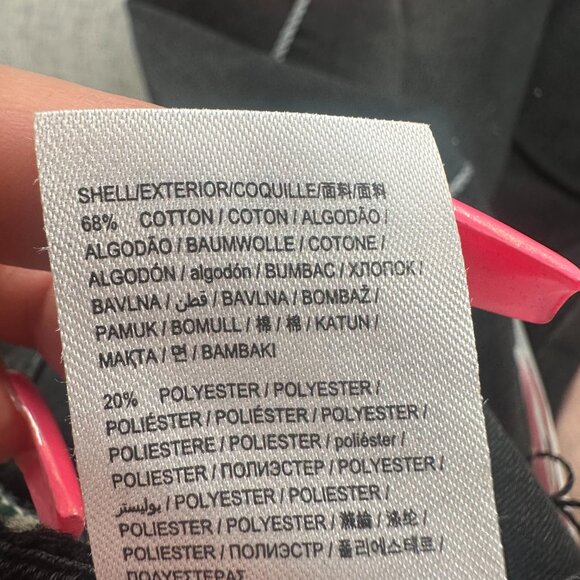 SHELL/EXTERIOR/COQUILLE/面料/面料
68% COTTON / COTON / ALGODÃO /
ALGODÃO / BAUMWOLLE / COTONE /
ALGODÓN / algodón / BUMBAC / ХЛОПОК /
BAVLNA / قطن / BAVLNA / BOMBAŽ /
PAMUK / BOMULL / 棉 / 棉 / KATUN /
МАҚТА / 면 / BAMBAKI
20% POLYESTER / POLYESTER /
POLIÉSTER / POLIÉSTER / POLYESTER /
POLIESTERE / POLIESTER / poliéster /
POLIESTER / ПОЛИЭСТЕР / POLYESTER /
بوليستر / POLYESTER / POLIESTER /
POLIESTER / POLYESTER / 滌綸 / 涤纶 /
POLIESTER / ПОЛИЭСТР / 폴리에스테르 /
ΠΟΛΥΕΣΤΕΡΑΣ